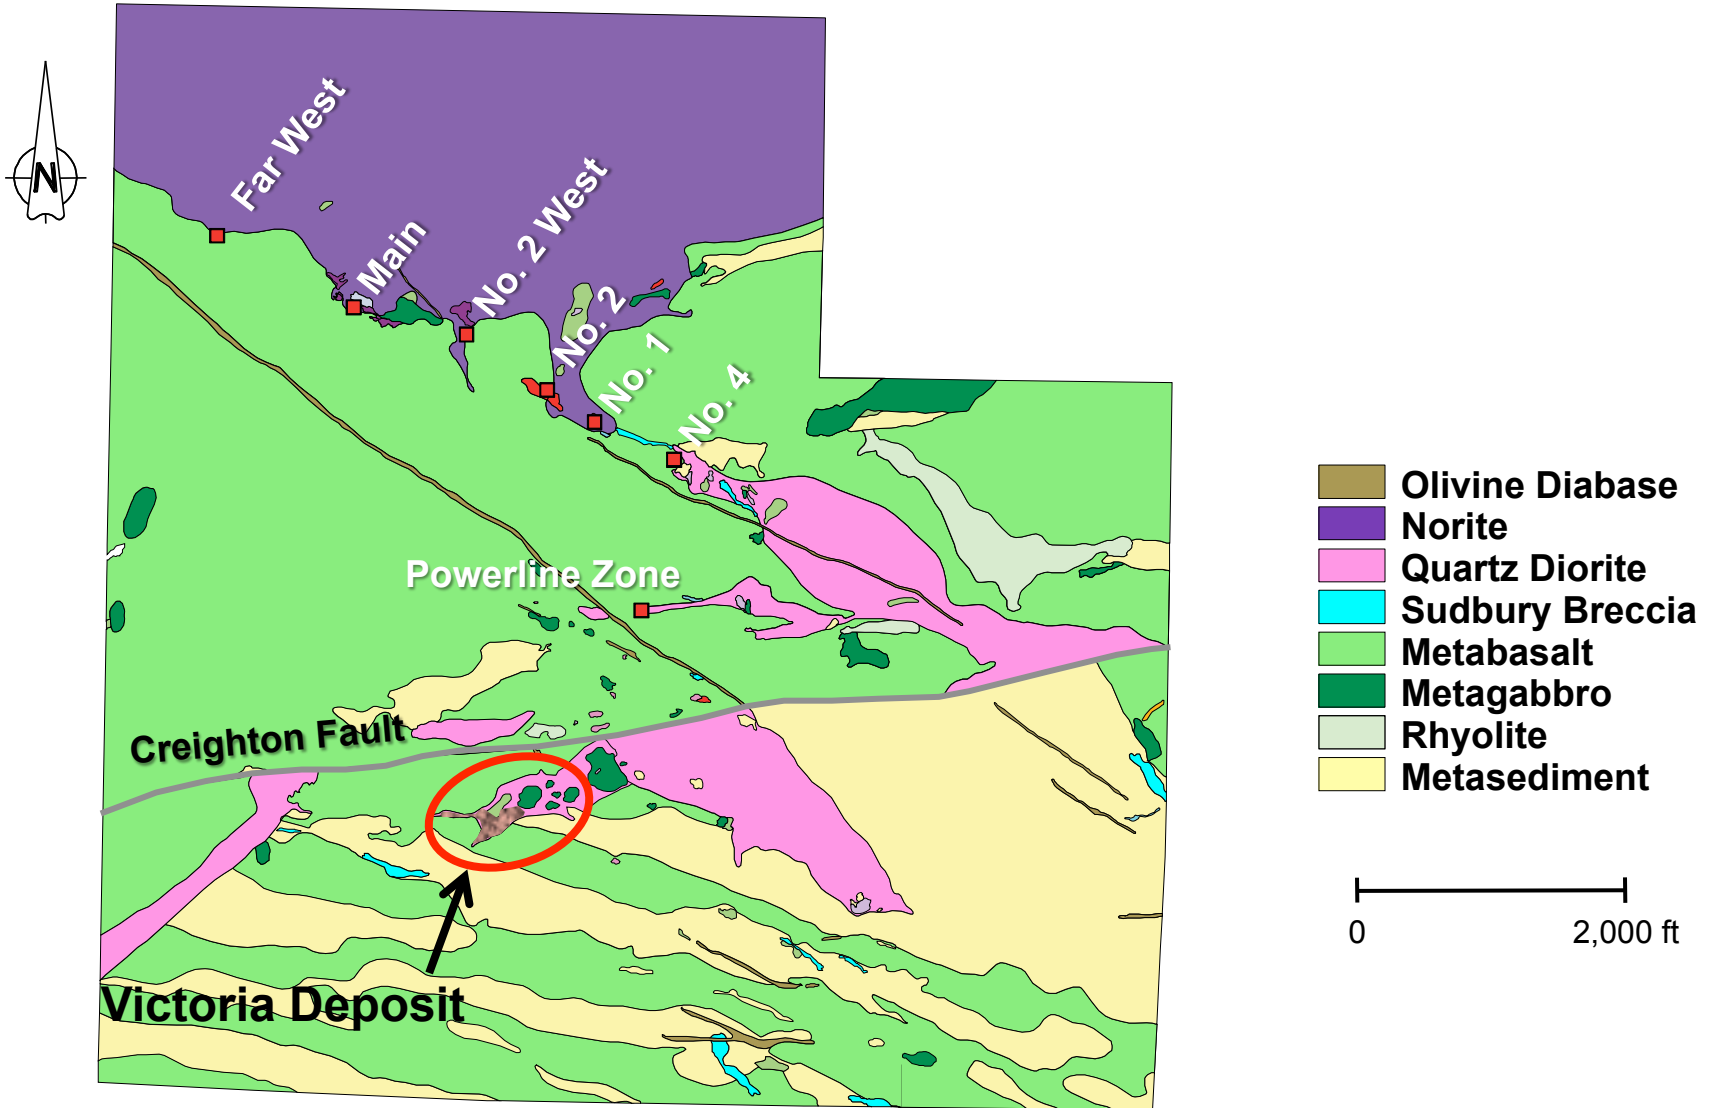 N
Far West
Main
No. 2 West
No. 2
No. 1
No. 4
Powerline Zone
Creighton Fault
Victoria Deposit
Olivine Diabase
Norite
Quartz Diorite
Sudbury Breccia
Metabasalt
Metagabbro
Rhyolite
Metasediment
0
2,000 ft